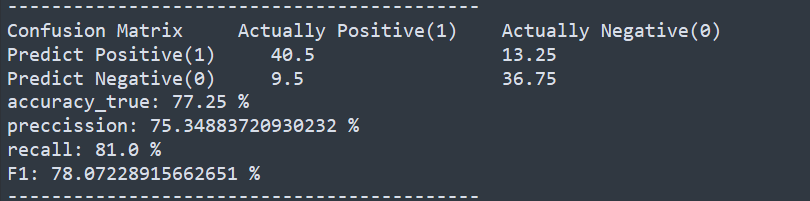 -------------------------------------------
Confusion Matrix     Actually Positive(1)    Actually Negative(0)
Predict Positive(1)     40.5                 13.25
Predict Negative(0)     9.5                  36.75
accuracy_true: 77.25 %
preccission: 75.34883720930232 %
recall: 81.0 %
F1: 78.07228915662651 %
-------------------------------------------